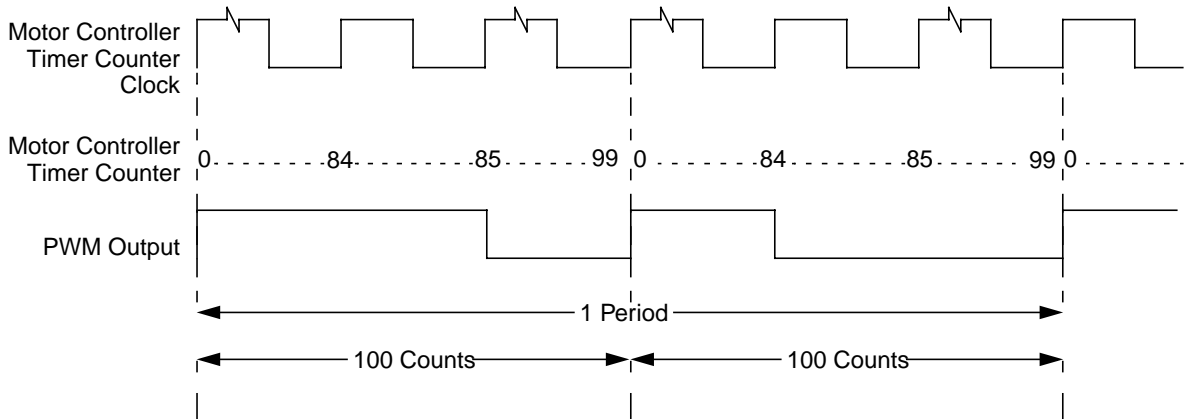 Motor Controller
Timer Counter
Clock
Motor Controller
Timer Counter
0 84 85 99 0 84 85 99 0
PWM Output
1 Period
100 Counts 100 Counts